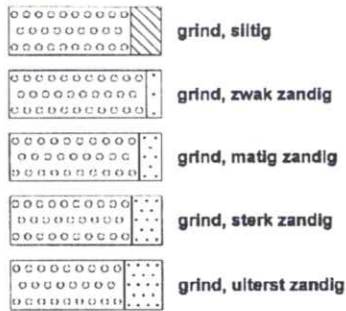 grind, siltig
grind, zwak zandig
grind, matig zandig
grind, sterk zandig
grind, uiterst zandig